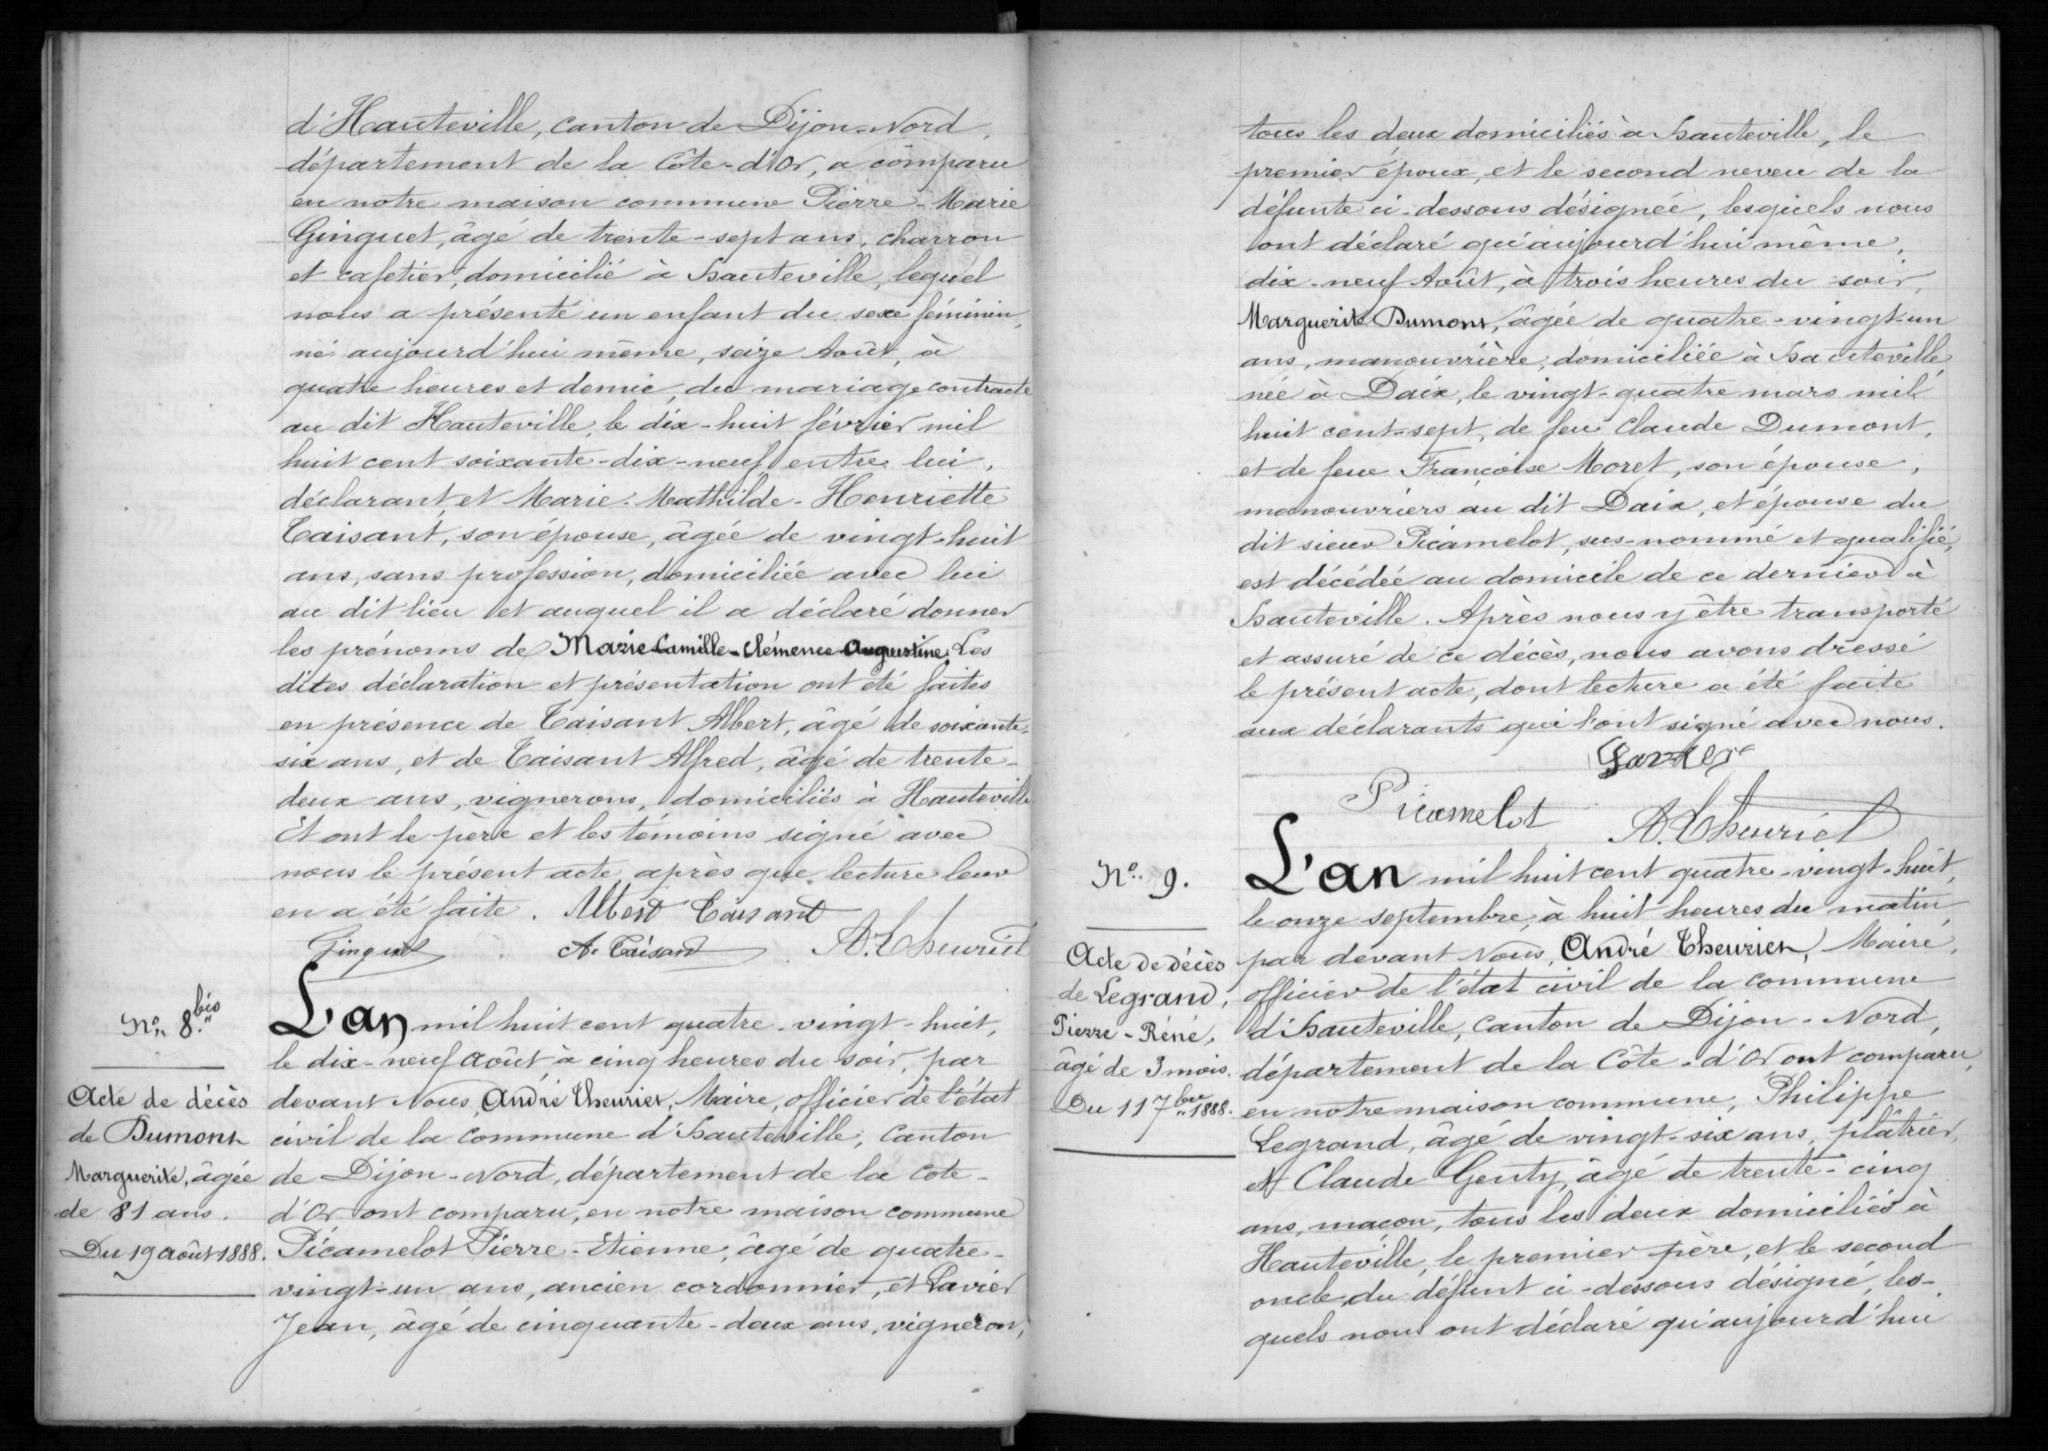 d'Hauteville, canton de Dijon-Nord,
département de la Côte-d'Or, a comparu
en notre maison commune Pierre-Marie
Ginguet, âgé de trente-sept ans, charron
et cafetier, domicilié à Hauteville, lequel
nous a présenté un enfant du sexe féminin,
né aujourd'hui même, seize Août, à
quatre heures et demie, du mariage contracté
au dit Hauteville, le dix-huit février mil
huit cent soixante-dix-neuf entre lui,
déclarant, et Marie-Mathilde-Henriette
Taisant, son épouse, âgée de vingt-huit
ans, sans profession, domiciliée avec lui
au dit lieu et auquel il a déclaré donner
les prénoms de Marie-Camille-Clémence-Augustine. Les
dites déclaration et présentation ont été faites
en présence de Taisant Albert, âgé de soixante-
six ans, et de Taisant Alfred, âgé de trente-
deux ans, vignerons, domiciliés à Hauteville
Et ont le père et les témoins signé avec
nous le présent acte après que lecture leur
en a été faite. Albert Taisant
Ginguet A. Taisant A. Theuriet
No 8.bis
Acte de décès
de Dumont
Marguerite, âgée
de 81 ans.
Du 19 août 1888.
L'an mil huit cent quatre-vingt-huit,
le dix-neuf août à cinq heures du soir, par
devant Nous, André Theuriet, Maire, officier de l'état
civil de la commune d'Hauteville, canton
de Dijon-Nord, département de la Côte-
d'Or ont comparu, en notre maison commune
Picamelot Pierre-Etienne, âgé de quatre-
vingt-un ans, ancien cordonnier, et Lavier
Jean, âgé de cinquante-deux ans, vigneron,
tous les deux domiciliés à Hauteville, le
premier époux, et le second neveu de la
défunte ci-dessous désignée, lesquels nous
ont déclaré qu'aujourd'hui même,
dix-neuf Août, à trois heures du soir,
Marguerite Dumont, âgée de quatre-vingt-un
ans, manouvrière, domiciliée à Hauteville,
née à Daix, le vingt-quatre mars mil
huit cent-sept, de feu Claude Dumont,
et de feue Françoise Moret, son épouse,
manouvriers au dit Daix, et épouse du
dit sieur Picamelot, sus-nommé et qualifié,
est décédée au domicile de ce dernier à
Hauteville. Après nous y être transporté
et assuré de ce décès, nous avons dressé
le présent acte, dont lecture a été faite
aux déclarants qui l'ont signé avec nous.
Lavier
Picamelot A. Theuriet
No 9.
Acte de décès
de Legrand,
Pierre-Réné,
âgé de 3 mois.
Du 11 7bre 1888.
L'an mil huit cent quatre-vingt-huit,
le onze septembre, à huit heures du matin
par devant Nous, André Theuriet, Maire,
officier de l'état civil de la commune
d'Hauteville, canton de Dijon-Nord,
département de la Côte-d'Or, ont comparu,
en notre maison commune, Philippe
Legrand, âgé de vingt-six ans, plâtrier,
et Claude Genty, âgé de trente-cinq
ans, maçon, tous les deux domiciliés à
Hauteville, le premier père, et le second
oncle du défunt ci-dessous désigné, les-
quels nous ont déclaré qu'aujourd'hui